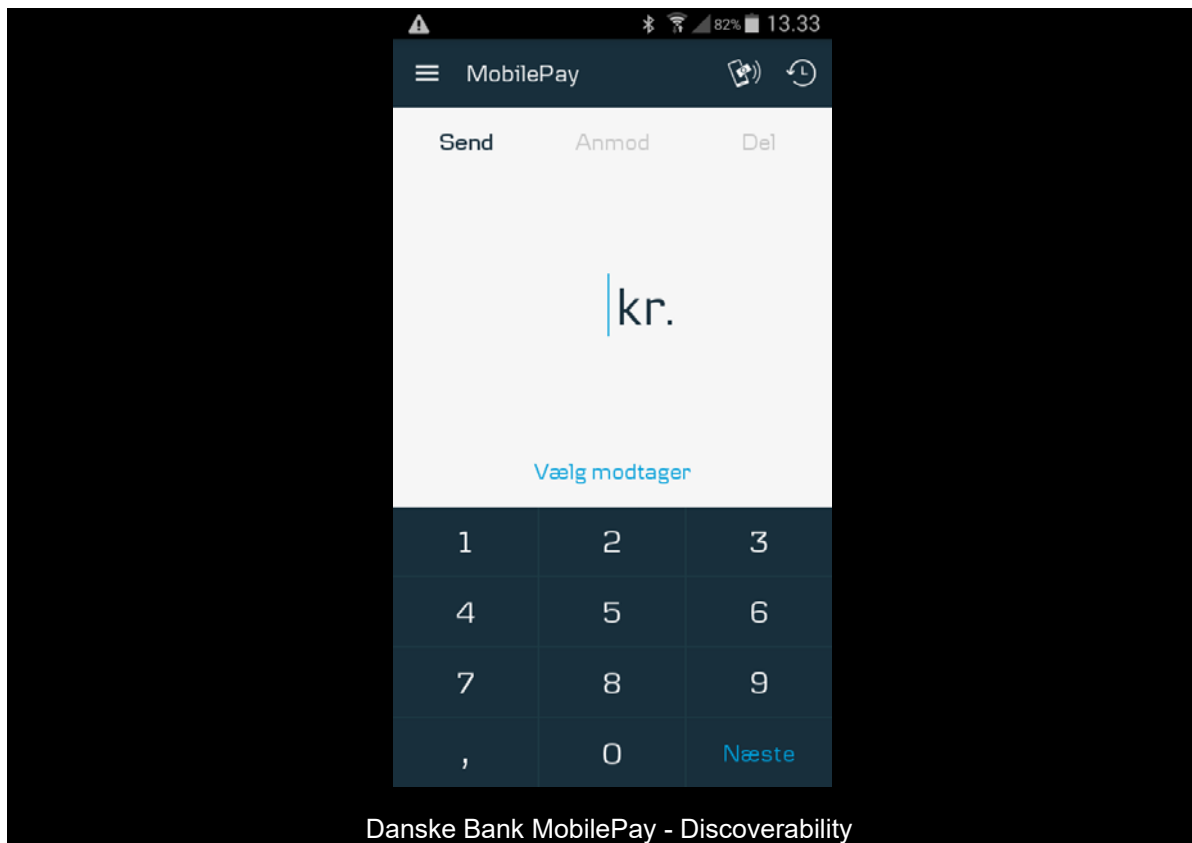 82% 13.33
MobilePay
Send Anmod Del
kr.
Vælg modtager
1 2 3
4 5 6
7 8 9
, 0 Næste
Danske Bank MobilePay - Discoverability